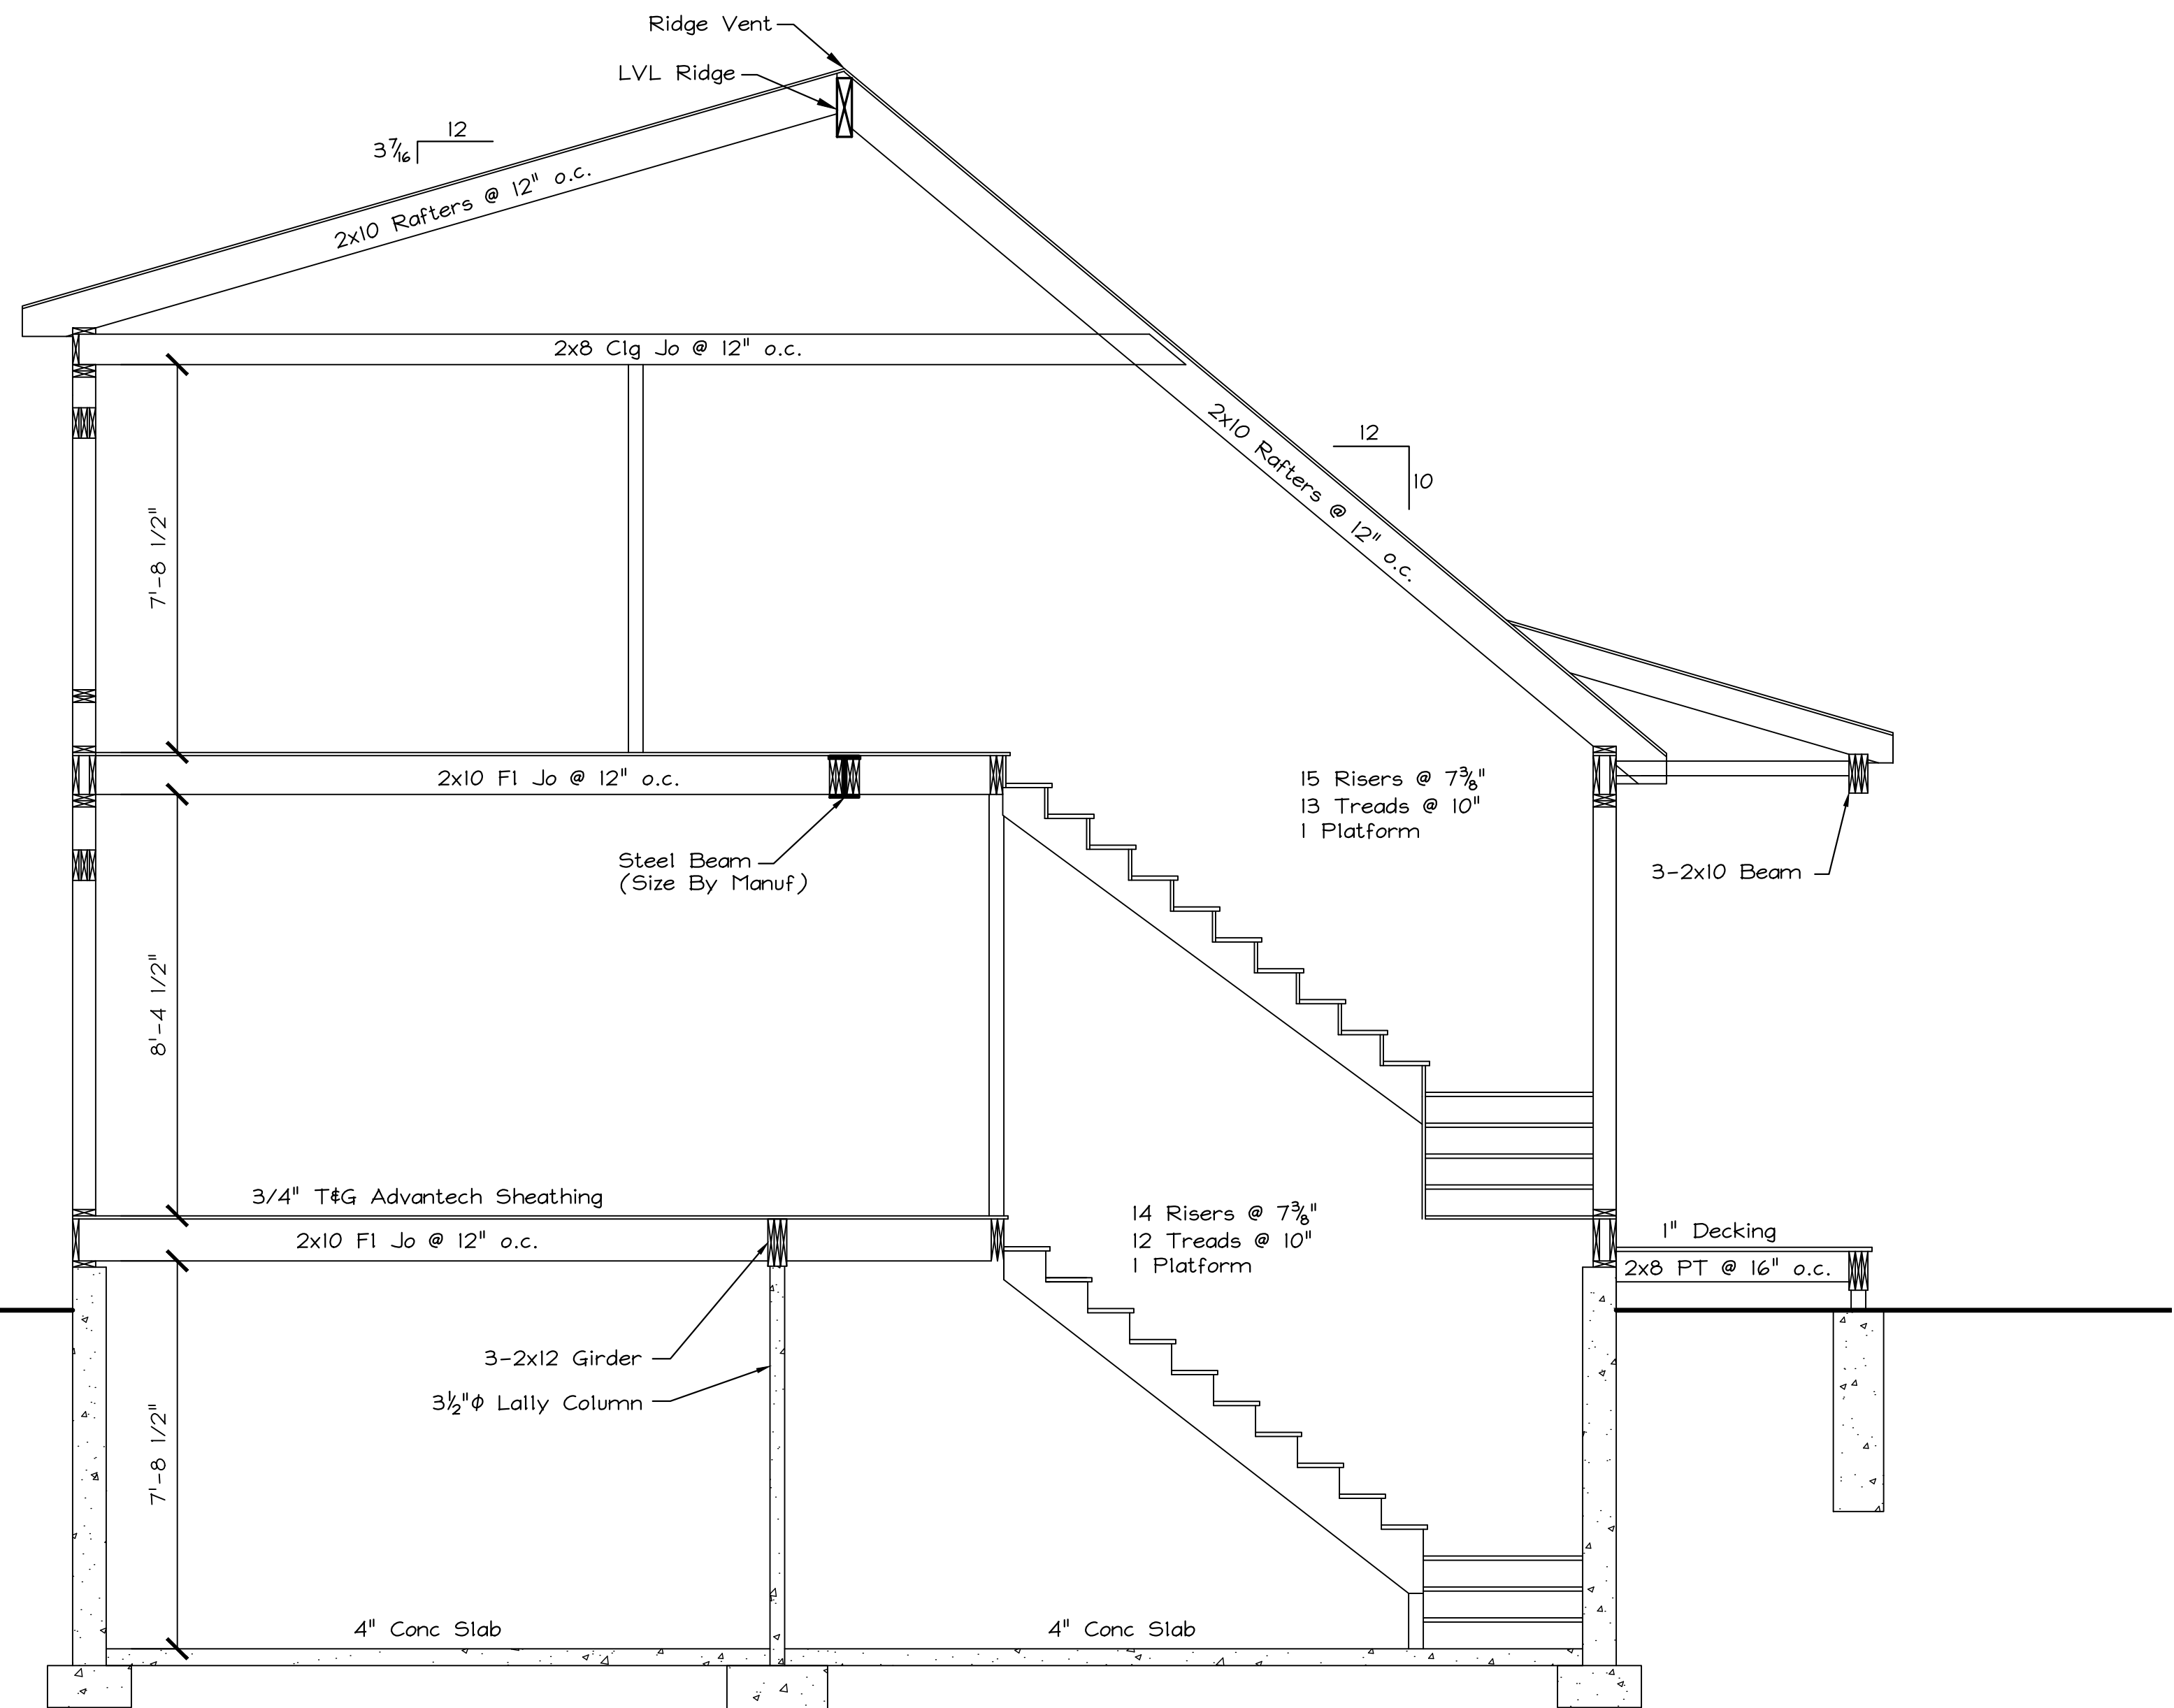 Ridge Vent
LVL Ridge
12
3 7/16
2x10 Rafters @ 12" o.c.
2x8 Clg Jo @ 12" o.c.
12
10
2x10 Rafters @ 12" o.c.
7'-8 1/2"
2x10 Fl Jo @ 12" o.c.
15 Risers @ 7 3/8"
13 Treads @ 10"
1 Platform
Steel Beam
(Size By Manuf)
3-2x10 Beam
8'-4 1/2"
3/4" T&G Advantech Sheathing
2x10 Fl Jo @ 12" o.c.
14 Risers @ 7 3/8"
12 Treads @ 10"
1 Platform
1" Decking
2x8 PT @ 16" o.c.
3-2x12 Girder
3 1/2"ϕ Lally Column
7'-8 1/2"
4" Conc Slab
4" Conc Slab